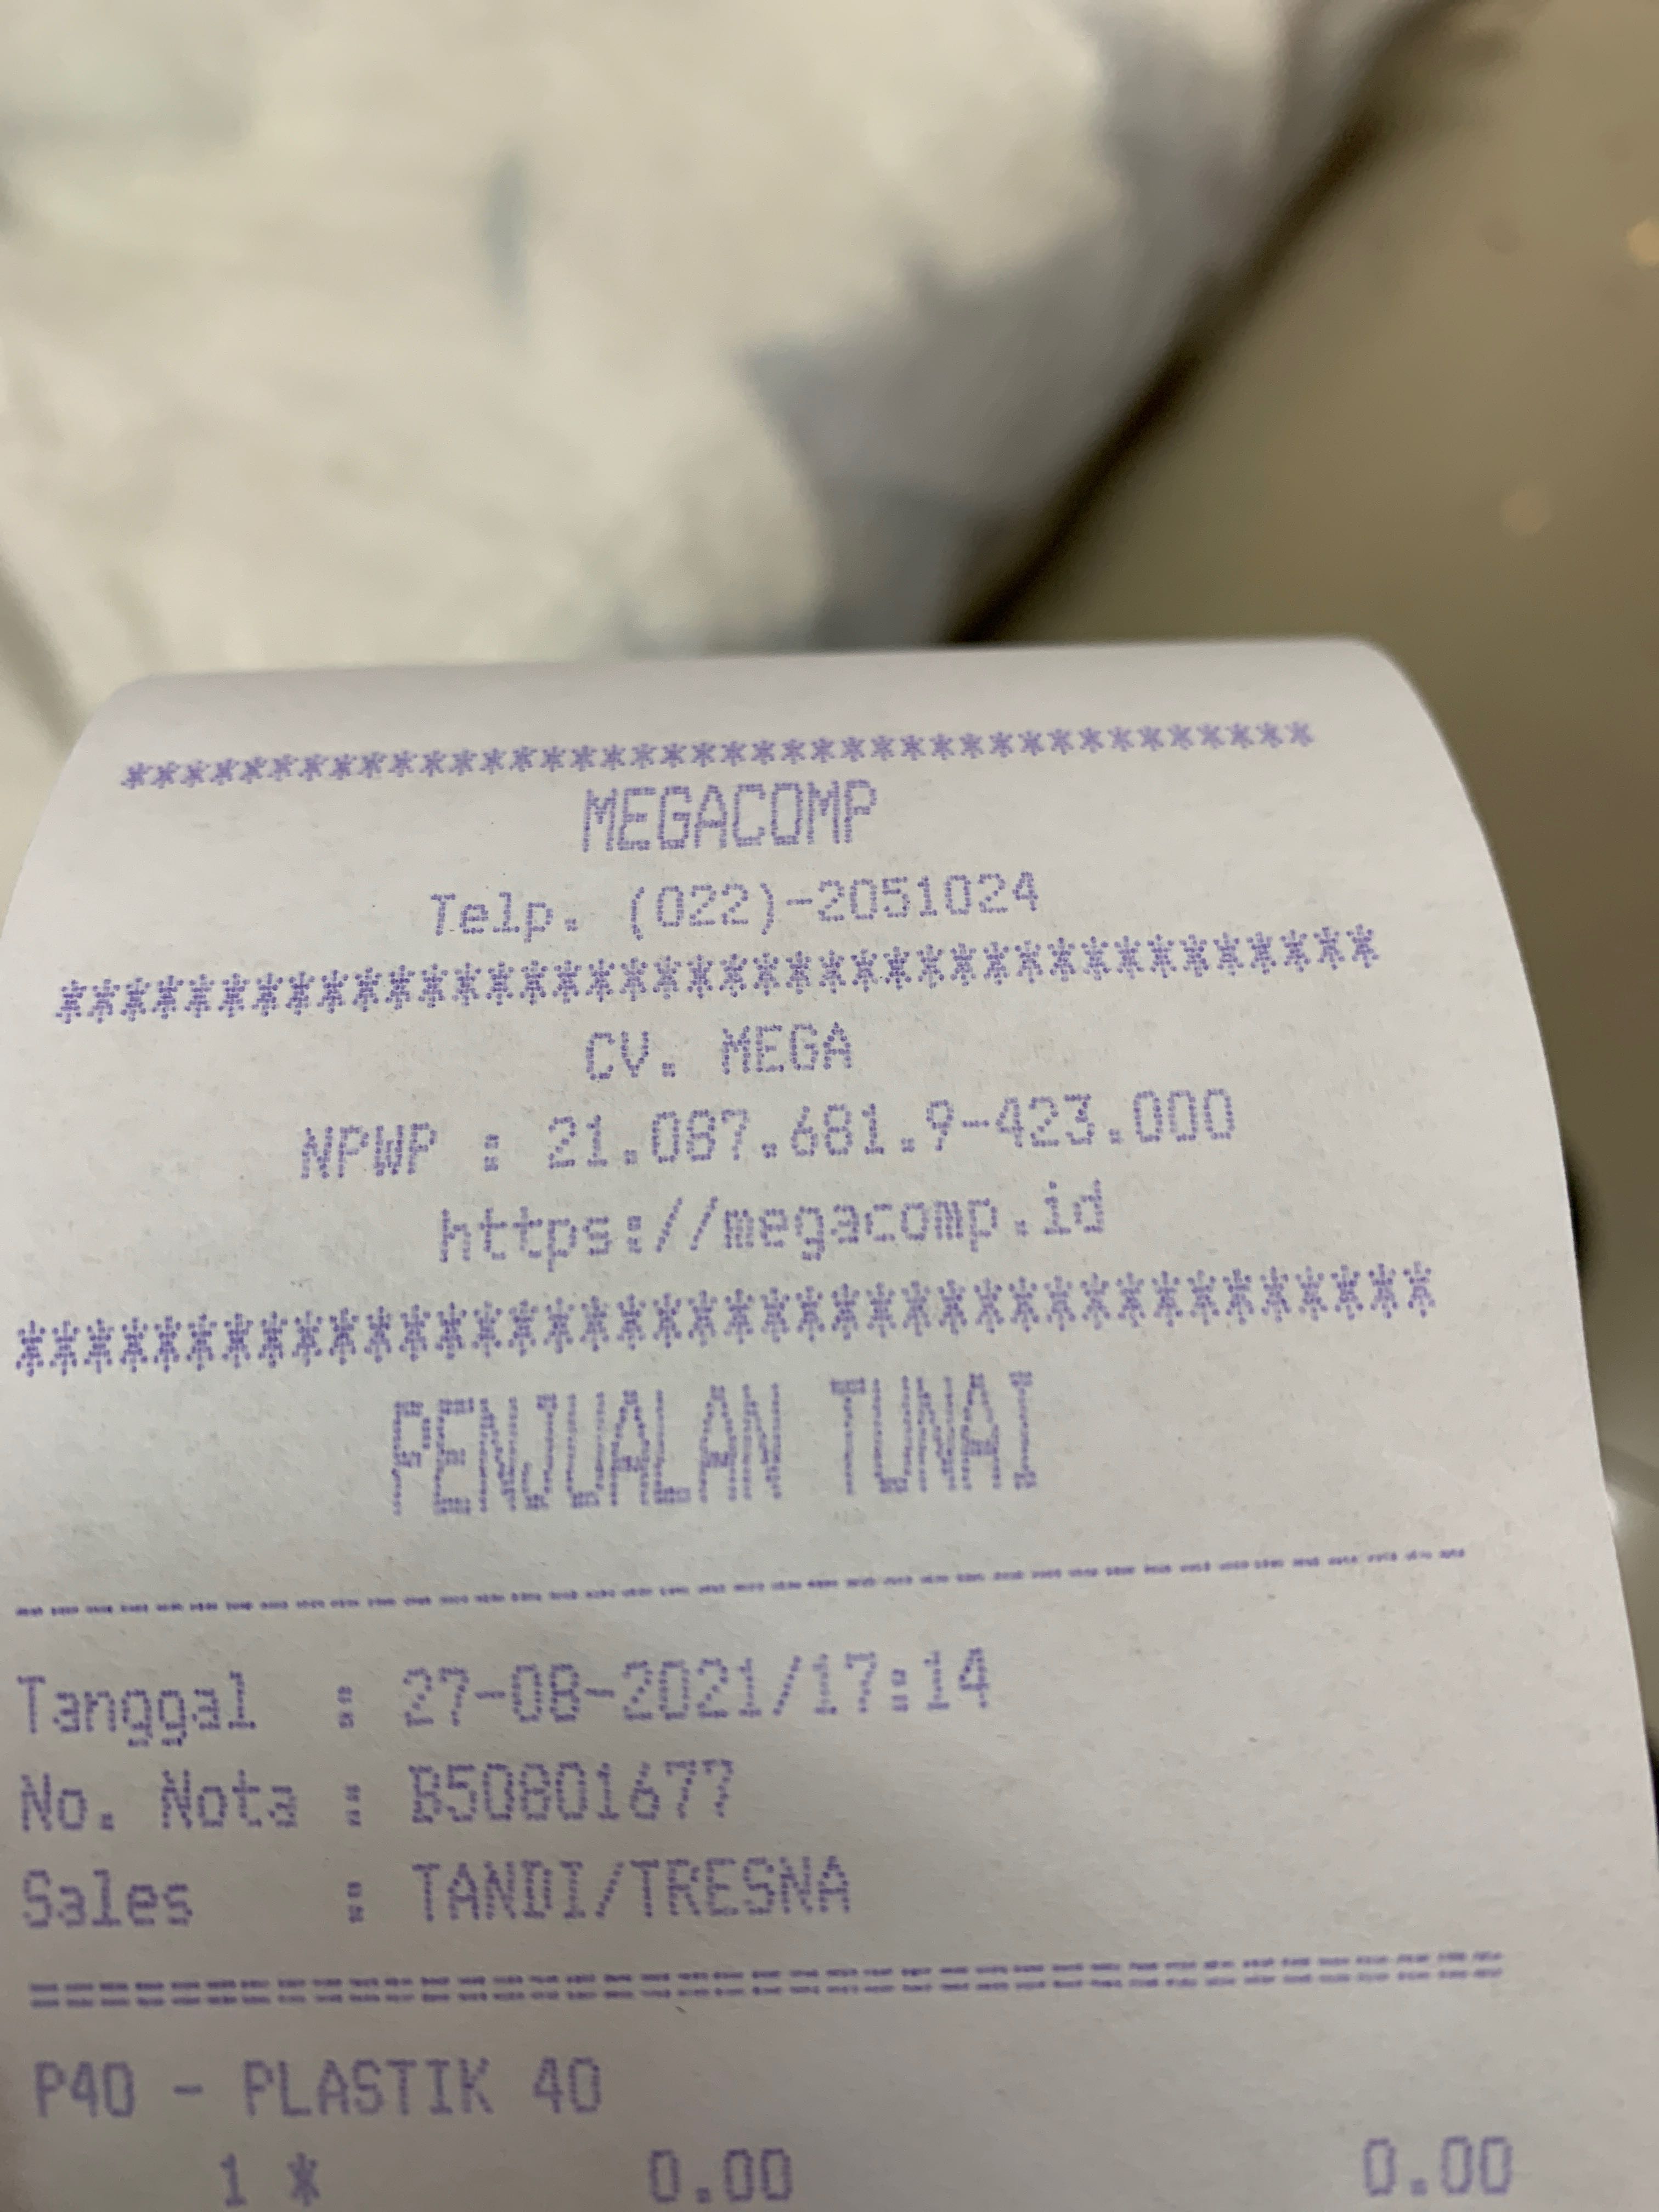 ****************************************
MEGACOMP
Telp. (022)-2051024
****************************************
CV. MEGA
NPWP : 21.087.681.9-423.000
https://megacomp.id
****************************************
PENJUALAN TUNAI
----------------------------------------
Tanggal : 27-08-2021/17:14
No. Nota : B50801677
Sales : TANDI/TRESNA
========================================
P40 - PLASTIK 40
1 * 0.00 0.00